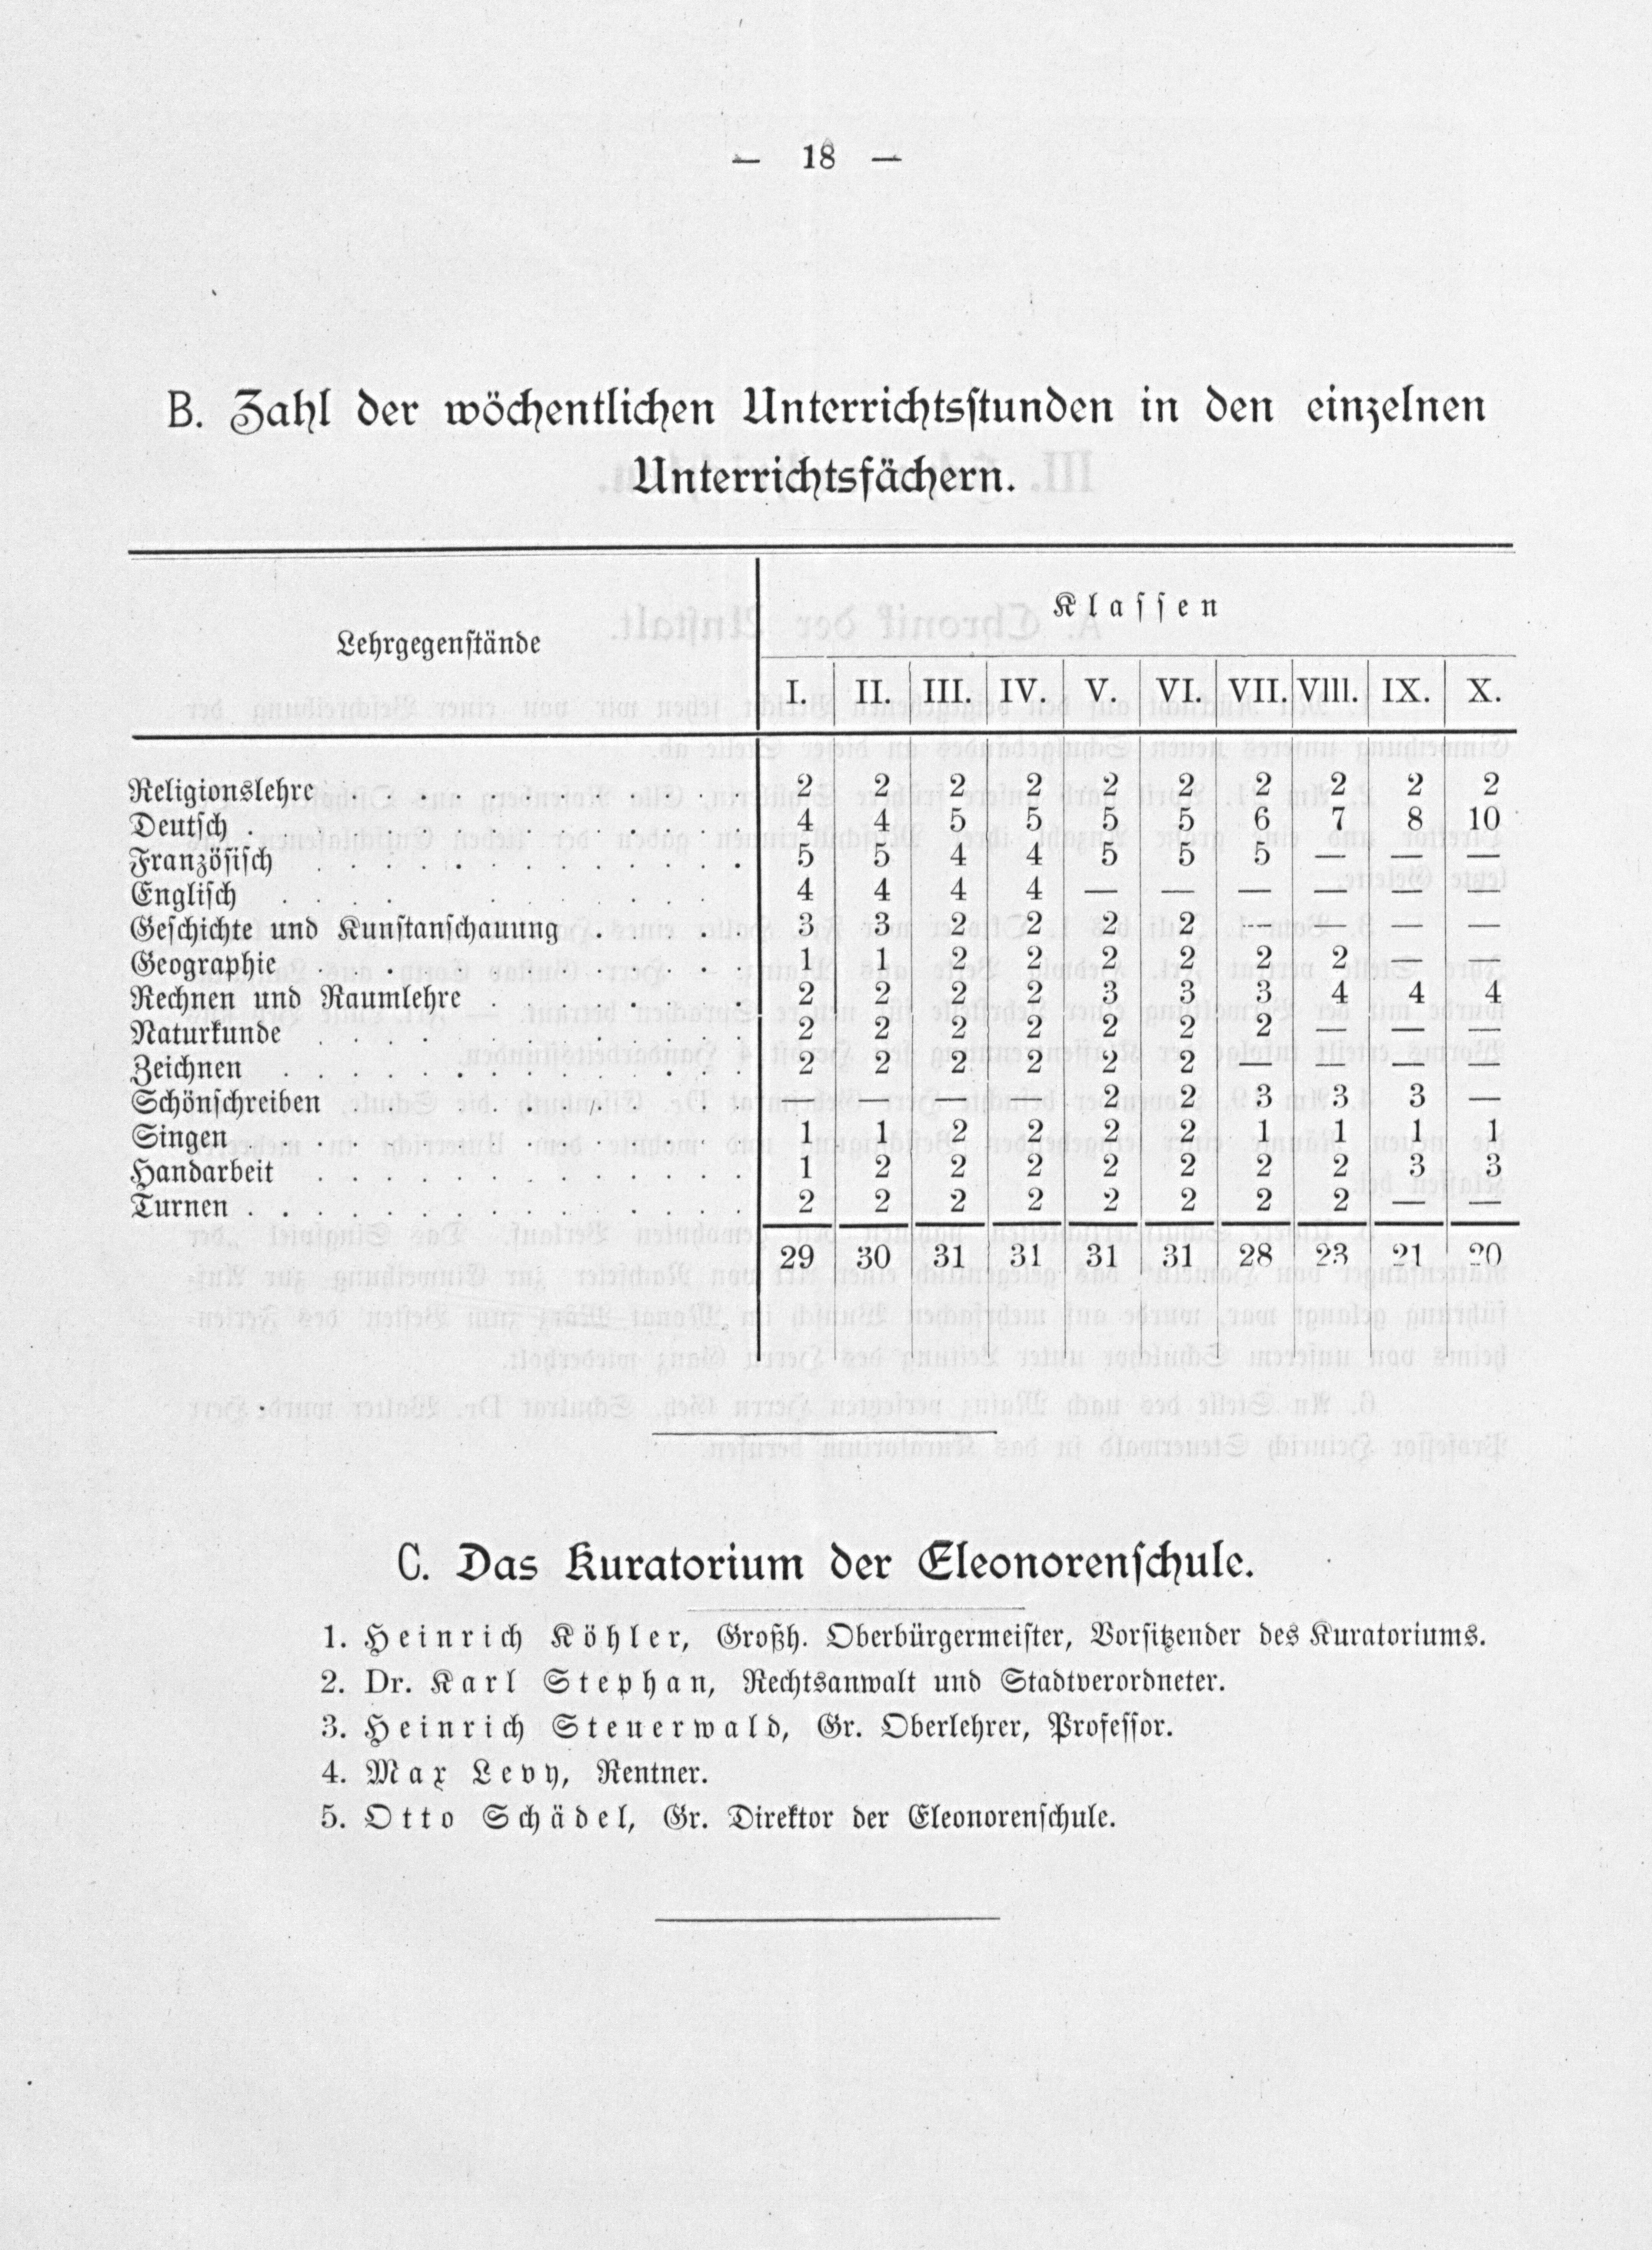 — 18 —
B. Zahl der wöchentlichen Unterrichtsstunden in den einzelnen
Unterrichtsfächern.
Lehrgegenstände
Klassen
I. II. III. IV. V. VI. VII. VIII. IX. X.
Religionslehre . . . . . . . . . . . . 2 2 2 2 2 2 2 2 2 2
Deutsch . . . . . . . . . . . . . . . 4 4 5 5 5 5 6 7 8 10
Französisch . . . . . . . . . . . . . 5 5 4 4 5 5 5 — — —
Englisch . . . . . . . . . . . . 4 4 4 4 — — — — — —
Geschichte und Kunstanschauung . . . . . 3 3 2 2 2 2 — — — —
Geographie . . . . . . . . . . . . . 1 1 2 2 2 2 2 2 — —
Rechnen und Raumlehre . . . . . . . . 2 2 2 2 3 3 3 4 4 4
Naturkunde . . . . . . . . . . . . . 2 2 2 2 2 2 2 — — —
Zeichnen . . . . . . . . . . . . . . 2 2 2 2 2 2 — — — —
Schönschreiben . . . . . . . . . . . . — — — — 2 2 3 3 3 —
Singen . . . . . . . . . . . . . . . 1 1 2 2 2 2 1 1 1 1
Handarbeit . . . . . . . . . . . . . 1 2 2 2 2 2 2 2 3 3
Turnen . . . . . . . . . . . . . . . 2 2 2 2 2 2 2 2 — —
29 30 31 31 31 31 28 23 21 20
C. Das Kuratorium der Eleonorenschule.
1. Heinrich Köhler, Großh. Oberbürgermeister, Vorsitzender des Kuratoriums.
2. Dr. Karl Stephan, Rechtsanwalt und Stadtverordneter.
3. Heinrich Steuerwald, Gr. Oberlehrer, Professor.
4. Max Levy, Rentner.
5. Otto Schädel, Gr. Direktor der Eleonorenschule.